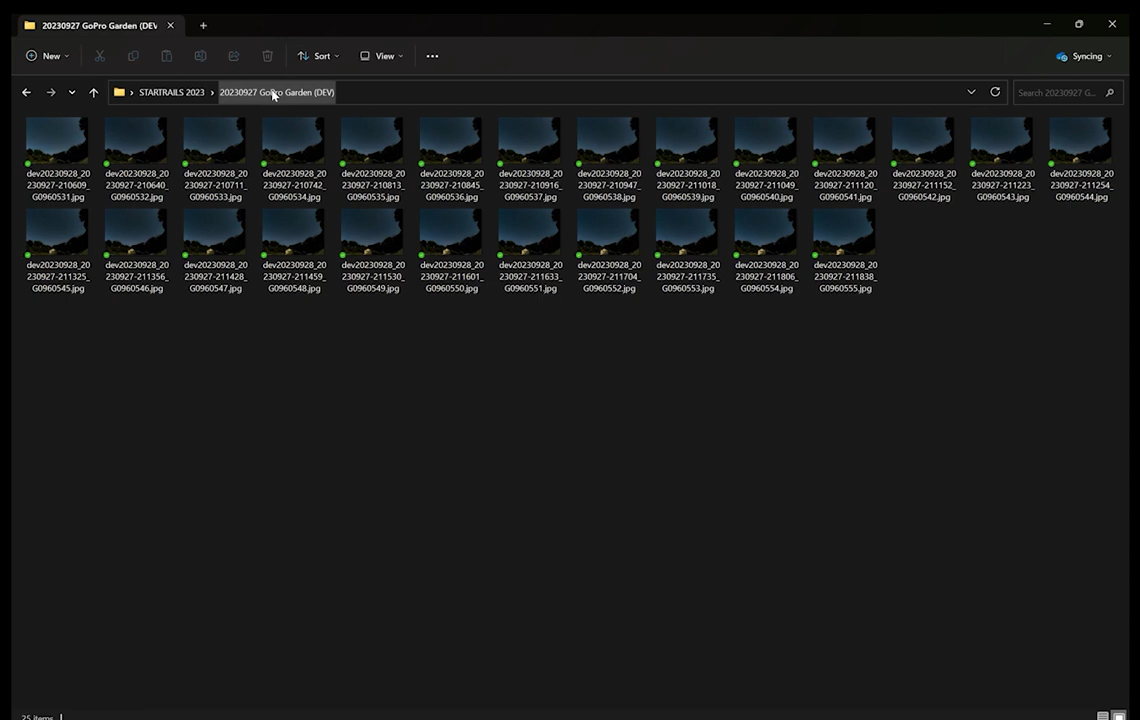 20230927 GoPro Garden (DEV
New
Sort
View
Syncing
STARTRAILS 2023 > 20230927 GoPro Garden (DEV)
Search 20230927 G...
dev20230928_20 dev20230928_20 dev20230928_20 dev20230928_20 dev20230928_20 dev20230928_20 dev20230928_20 dev20230928_20 dev20230928_20 dev20230928_20 dev20230928_20 dev20230928_20 dev20230928_20 dev20230928_20
230927-210609_ 230927-210640_ 230927-210711_ 230927-210742_ 230927-210813_ 230927-210845_ 230927-210916_ 230927-210947_ 230927-211018_ 230927-211049_ 230927-211120_ 230927-211152_ 230927-211223_ 230927-211254_
G0960531.jpg G0960532.jpg G0960533.jpg G0960534.jpg G0960535.jpg G0960536.jpg G0960537.jpg G0960538.jpg G0960539.jpg G0960540.jpg G0960541.jpg G0960542.jpg G0960543.jpg G0960544.jpg
dev20230928_20 dev20230928_20 dev20230928_20 dev20230928_20 dev20230928_20 dev20230928_20 dev20230928_20 dev20230928_20 dev20230928_20 dev20230928_20 dev20230928_20
230927-211325_ 230927-211356_ 230927-211428_ 230927-211459_ 230927-211530_ 230927-211601_ 230927-211633_ 230927-211704_ 230927-211735_ 230927-211806_ 230927-211838_
G0960545.jpg G0960546.jpg G0960547.jpg G0960548.jpg G0960549.jpg G0960550.jpg G0960551.jpg G0960552.jpg G0960553.jpg G0960554.jpg G0960555.jpg
25 items